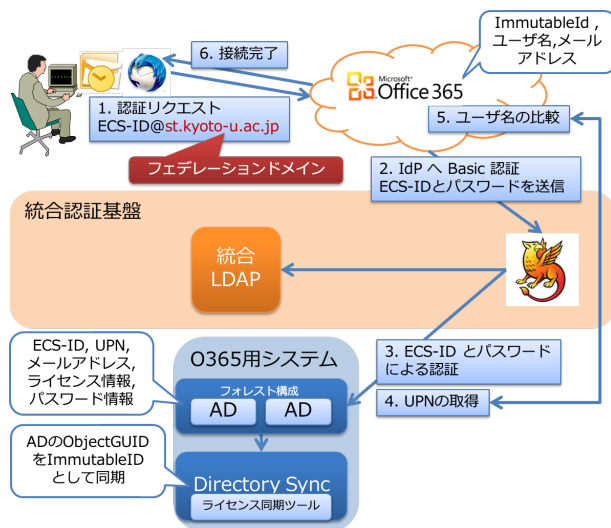 6. 接続完了
ImmutableId ,
ユーザ名,メール
アドレス
Microsoft®
Office 365
1. 認証リクエスト
ECS-ID@st.kyoto-u.ac.jp
フェデレーションドメイン
5. ユーザ名の比較
2. IdP へ Basic 認証
ECS-IDとパスワードを送信
統合認証基盤
統合
LDAP
ECS-ID, UPN,
メールアドレス,
ライセンス情報,
パスワード情報
O365用システム
フォレスト構成
AD
AD
3. ECS-ID とパスワード
による認証
4. UPNの取得
ADのObjectGUID
をImmutableID
として同期
Directory Sync
ライセンス同期ツール